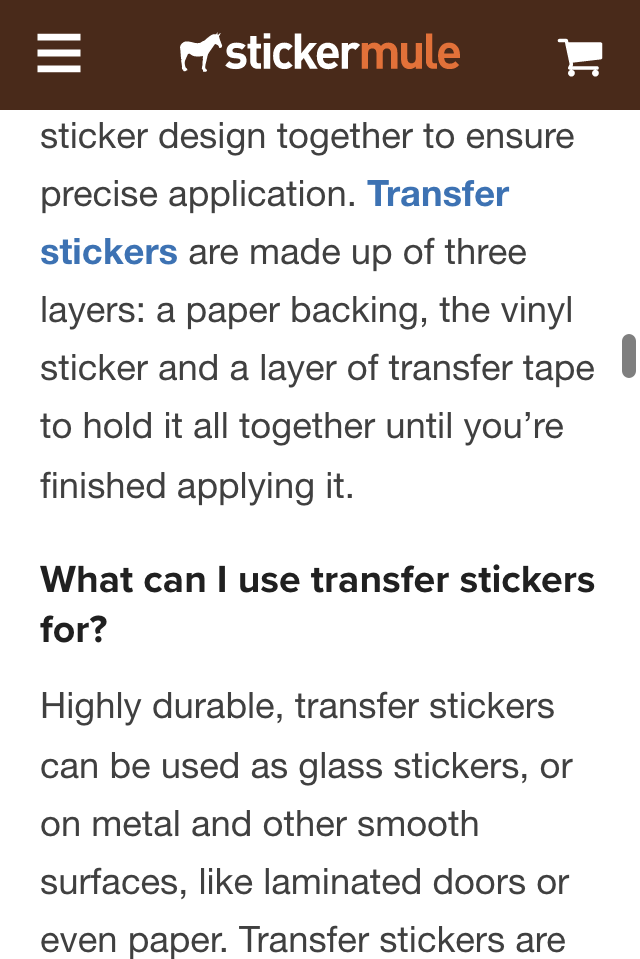 stickermule
sticker design together to ensure
precise application. Transfer
stickers are made up of three
layers: a paper backing, the vinyl
sticker and a layer of transfer tape
to hold it all together until you’re
finished applying it.
What can I use transfer stickers
for?
Highly durable, transfer stickers
can be used as glass stickers, or
on metal and other smooth
surfaces, like laminated doors or
even paper. Transfer stickers are